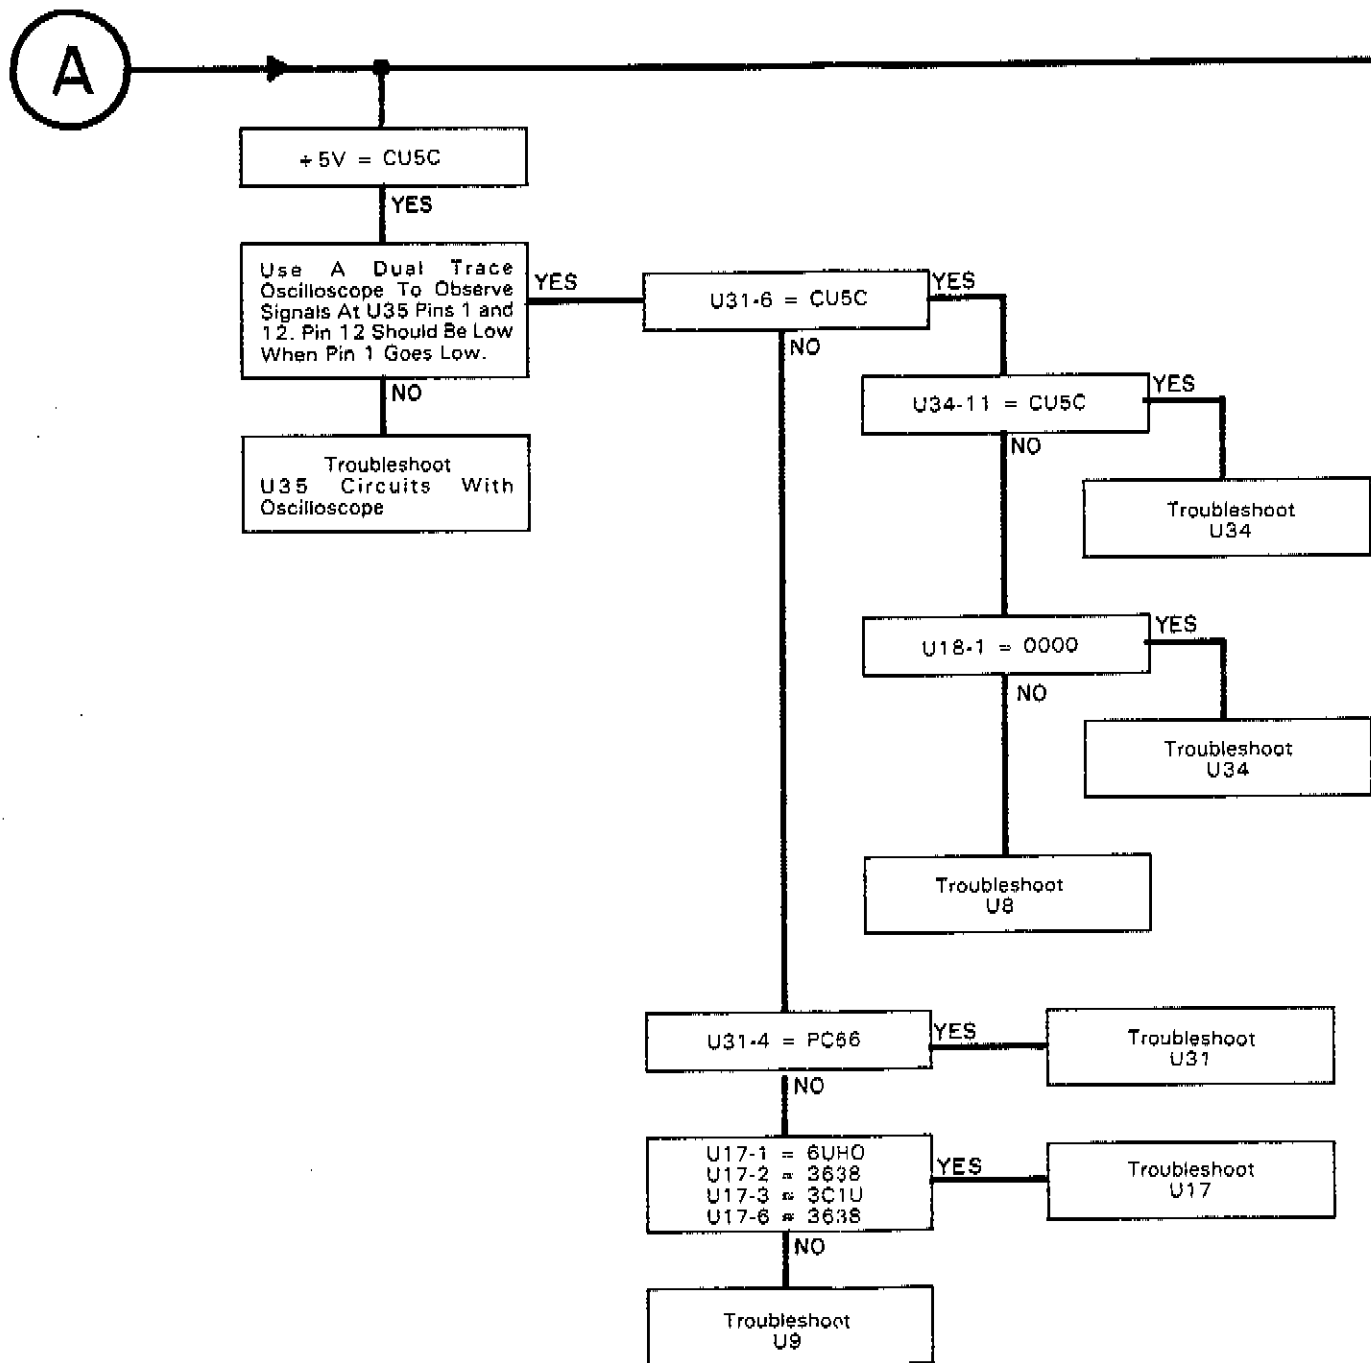 A
+5V = CU5C
YES
Use A Dual Trace
Oscilloscope To Observe
Signals At U35 Pins 1 and
12. Pin 12 Should Be Low
When Pin 1 Goes Low.
YES
NO
Troubleshoot
U35 Circuits With
Oscilloscope
U31-6 = CU5C
YES
NO
U34-11 = CU5C
YES
NO
Troubleshoot
U34
U18-1 = 0000
YES
NO
Troubleshoot
U34
Troubleshoot
U8
U31-4 = PC66
YES
NO
Troubleshoot
U31
U17-1 = 6UH0
U17-2 = 3638
U17-3 = 3C1U
U17-6 = 3638
YES
NO
Troubleshoot
U17
Troubleshoot
U9